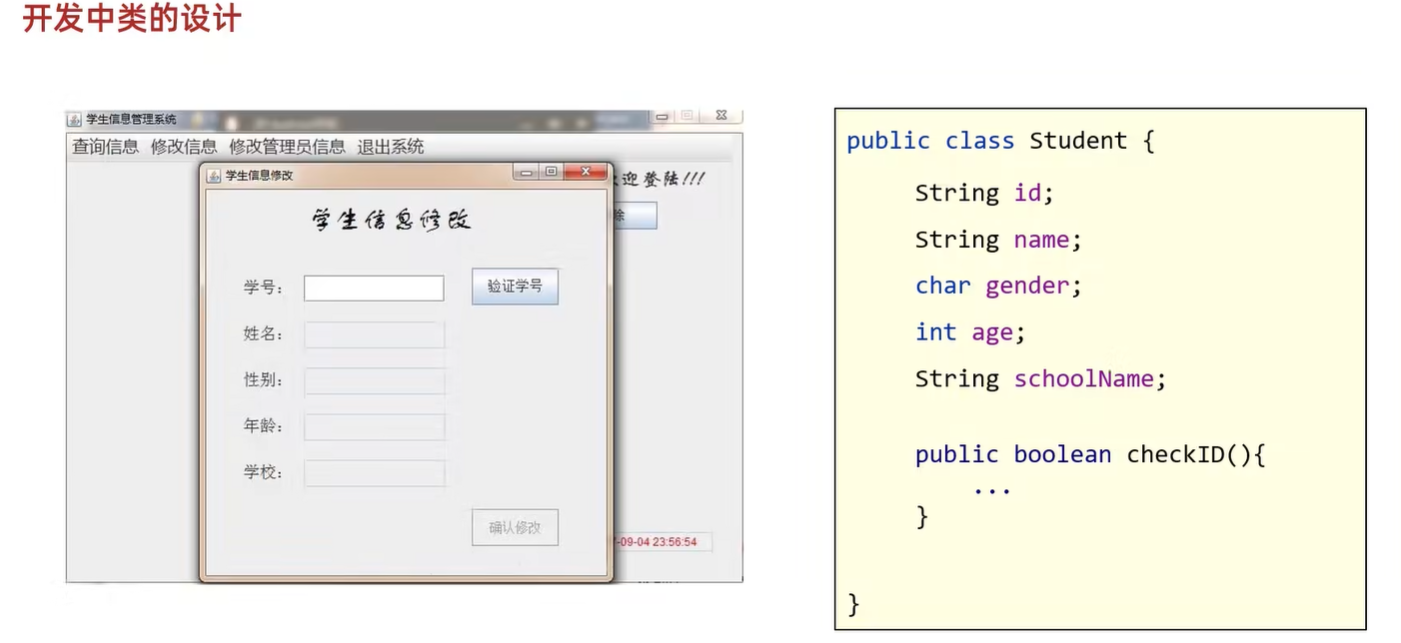 开发中类的设计
学生信息管理系统
查询信息 修改信息 修改管理员信息 退出系统
学生信息修改
迎登陆!!!
学生信息修改
除
学号：
验证学号
姓名：
性别：
年龄：
学校：
确认修改
-09-04 23:56:54
public class Student {
String id;
String name;
char gender;
int age;
String schoolName;
public boolean checkID(){
...
}
}